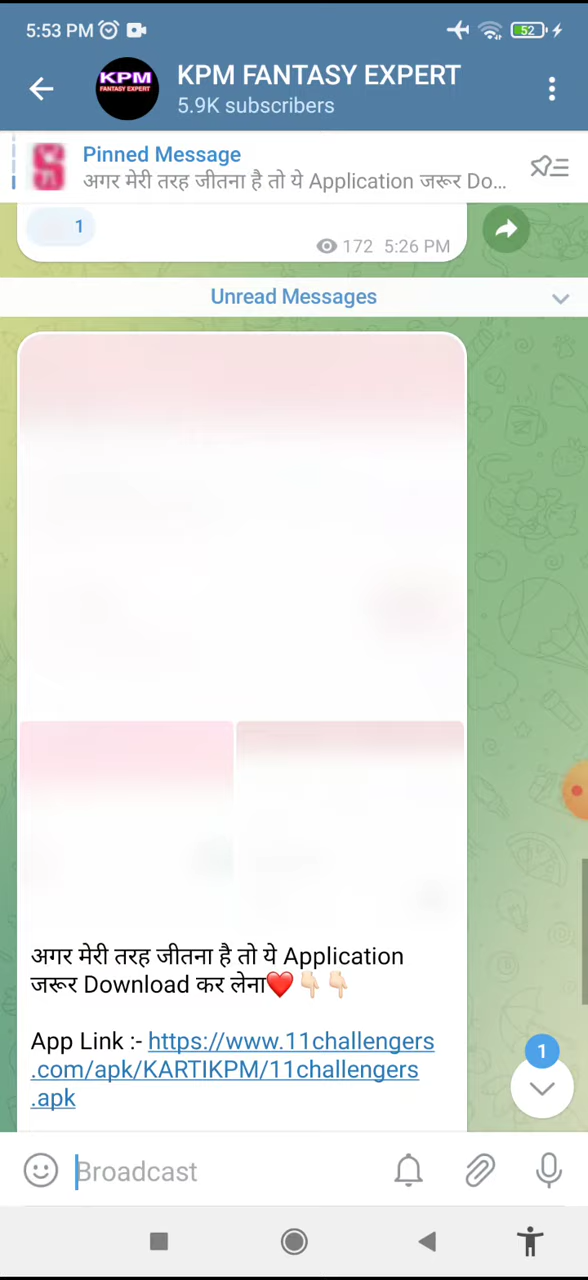 5:53 PM
52
KPM
FANTASY EXPERT
KPM FANTASY EXPERT
5.9K subscribers
Pinned Message
अगर मेरी तरह जीतना है तो ये Application जरूर Do...
1
172 5:26 PM
Unread Messages
अगर मेरी तरह जीतना है तो ये Application
जरूर Download कर लेना❤️👇🏻👇🏻
App Link :- https://www.11challengers
.com/apk/KARTIKPM/11challengers
.apk
1
Broadcast